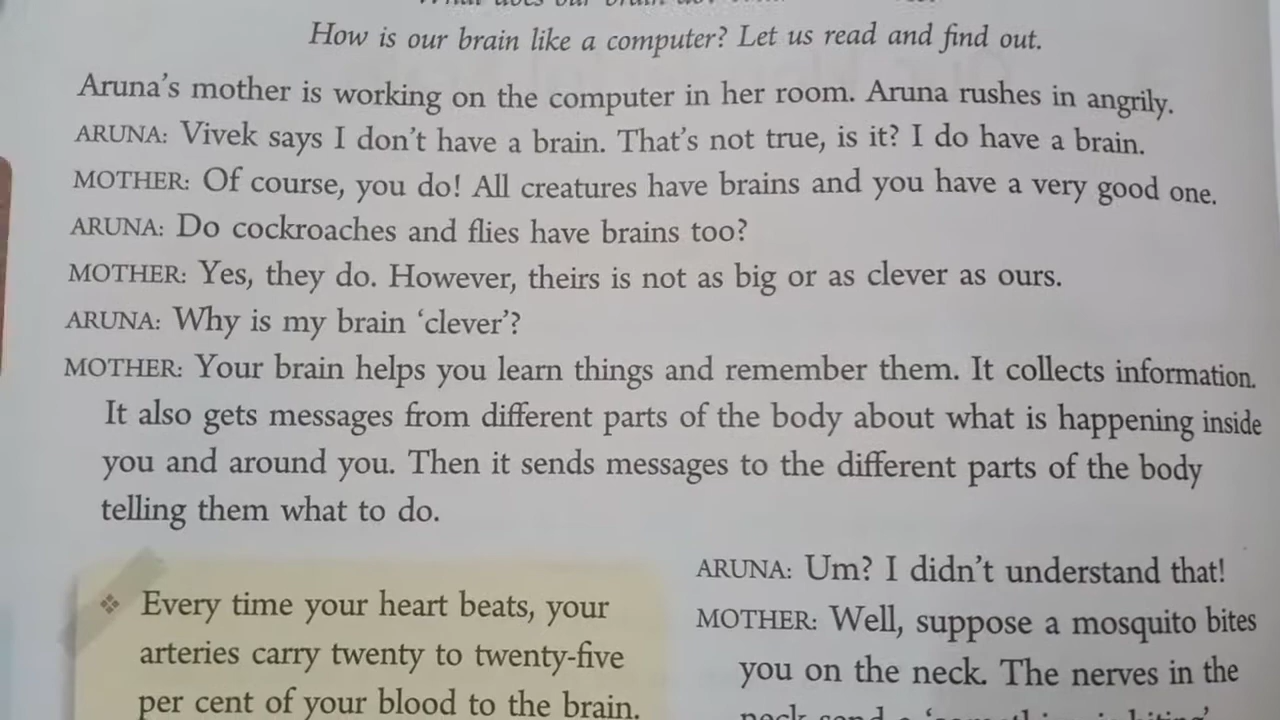 How is our brain like a computer? Let us read and find out.
Aruna's mother is working on the computer in her room. Aruna rushes in angrily.
ARUNA: Vivek says I don't have a brain. That's not true, is it? I do have a brain.
MOTHER: Of course, you do! All creatures have brains and you have a very good one.
ARUNA: Do cockroaches and flies have brains too?
MOTHER: Yes, they do. However, theirs is not as big or as clever as ours.
ARUNA: Why is my brain 'clever'?
MOTHER: Your brain helps you learn things and remember them. It collects information.
It also gets messages from different parts of the body about what is happening inside
you and around you. Then it sends messages to the different parts of the body
telling them what to do.
❖ Every time your heart beats, your
arteries carry twenty to twenty-five
per cent of your blood to the brain.
ARUNA: Um? I didn't understand that!
MOTHER: Well, suppose a mosquito bites
you on the neck. The nerves in the